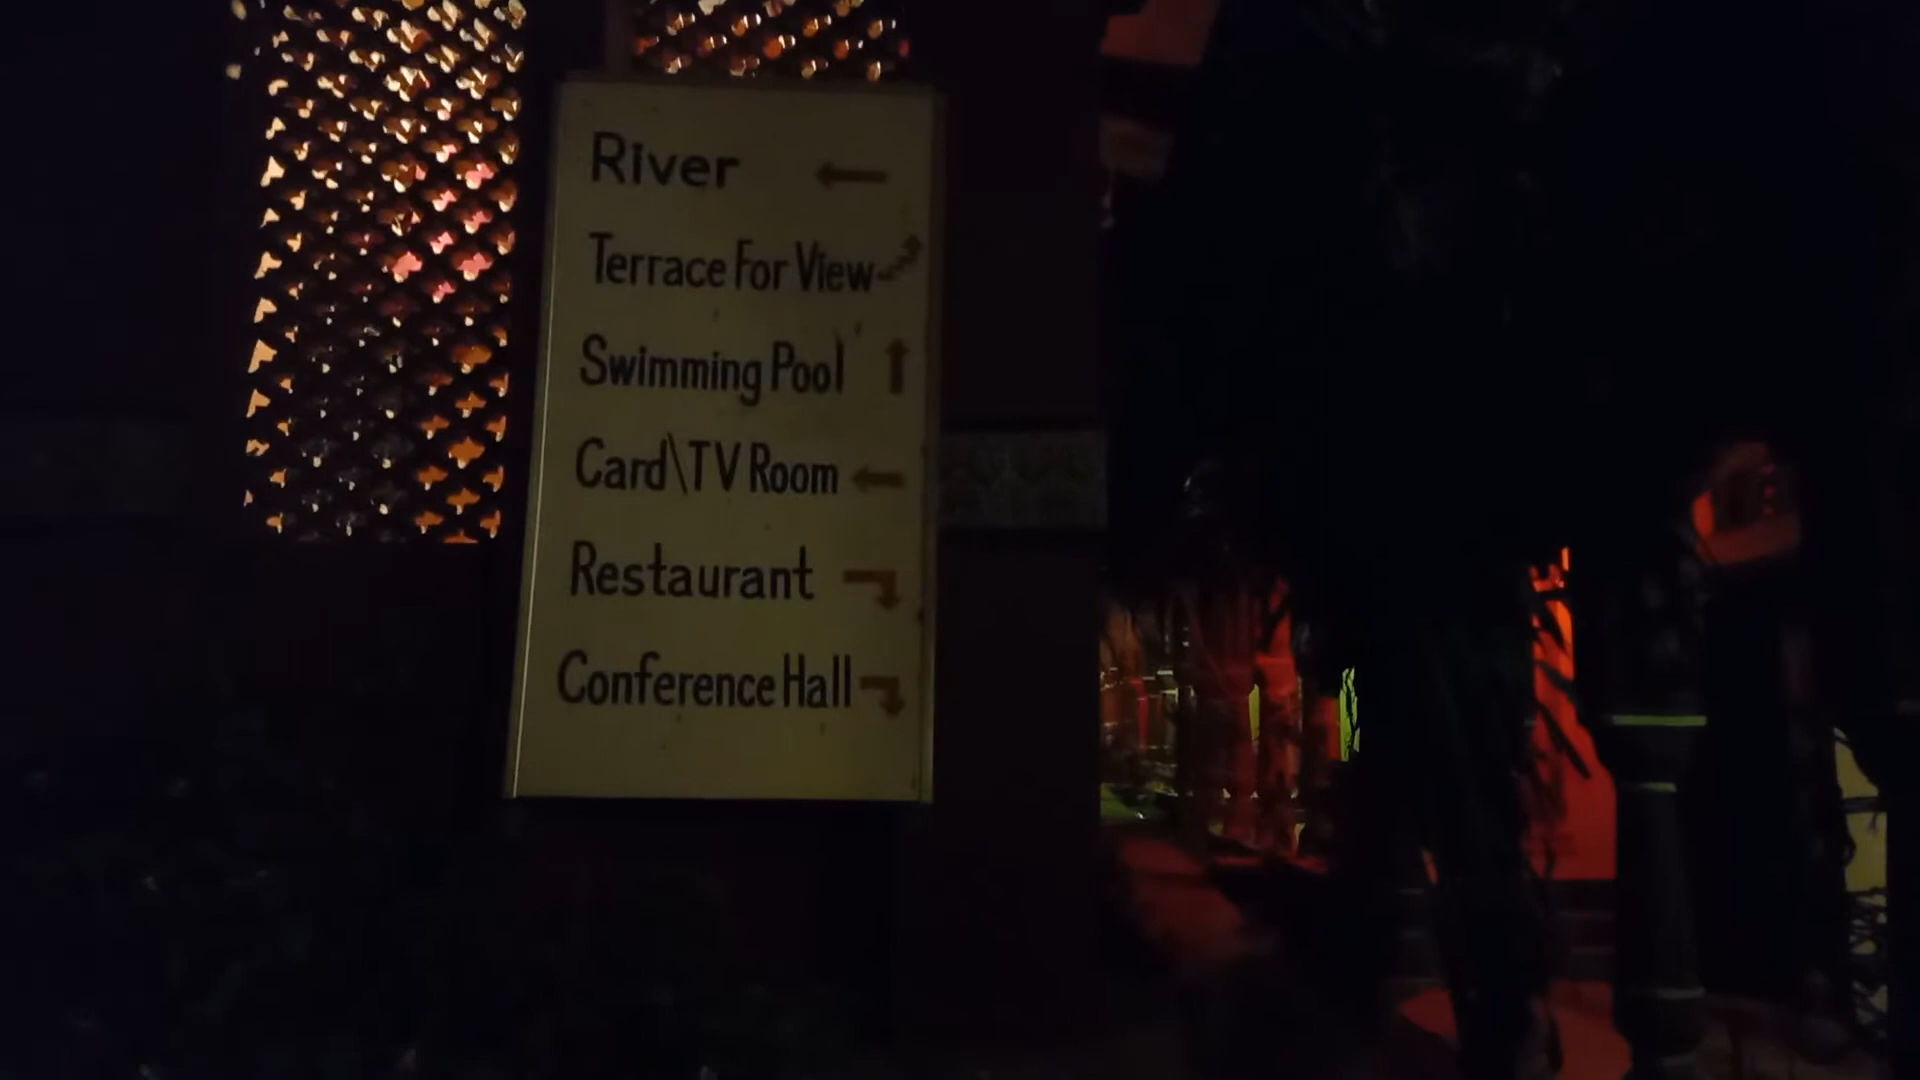 River ←
Terrace For View
Swimming Pool ↑
Card\TV Room ←
Restaurant
Conference Hall